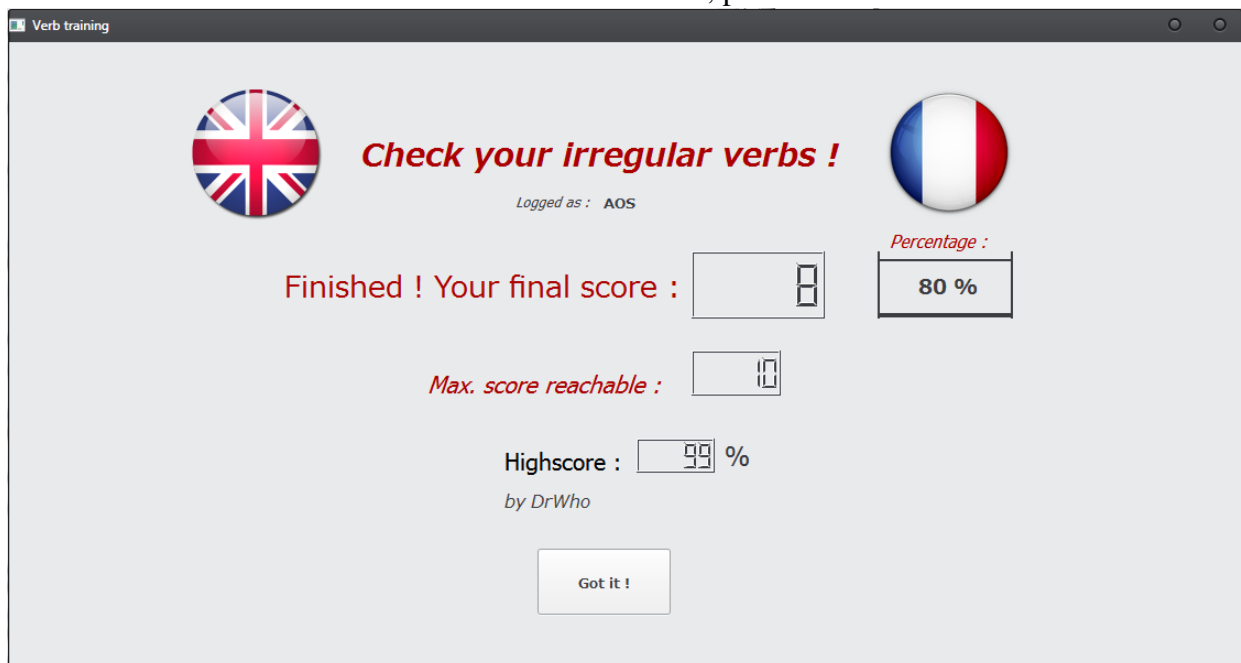 Verb training
Check your irregular verbs !
Logged as : AOS
Percentage :
Finished ! Your final score : 8
80 %
Max. score reachable : 10
Highscore : 99 %
by DrWho
Got it !